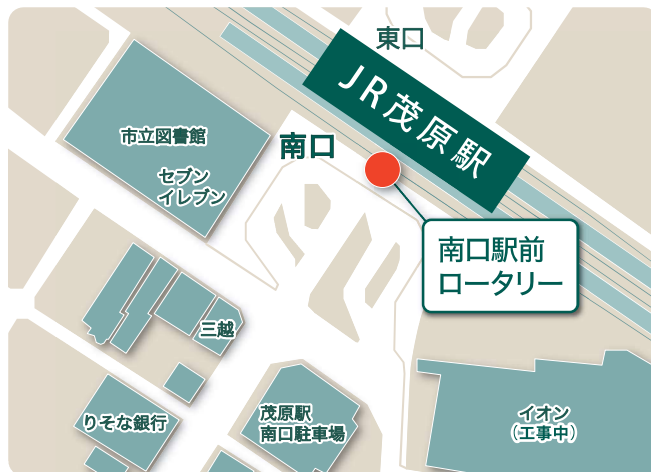 東口
JR茂原駅
南口
市立図書館
セブン
イレブン
南口駅前
ロータリー
三越
りそな銀行
茂原駅
南口駐車場
イオン
(工事中)